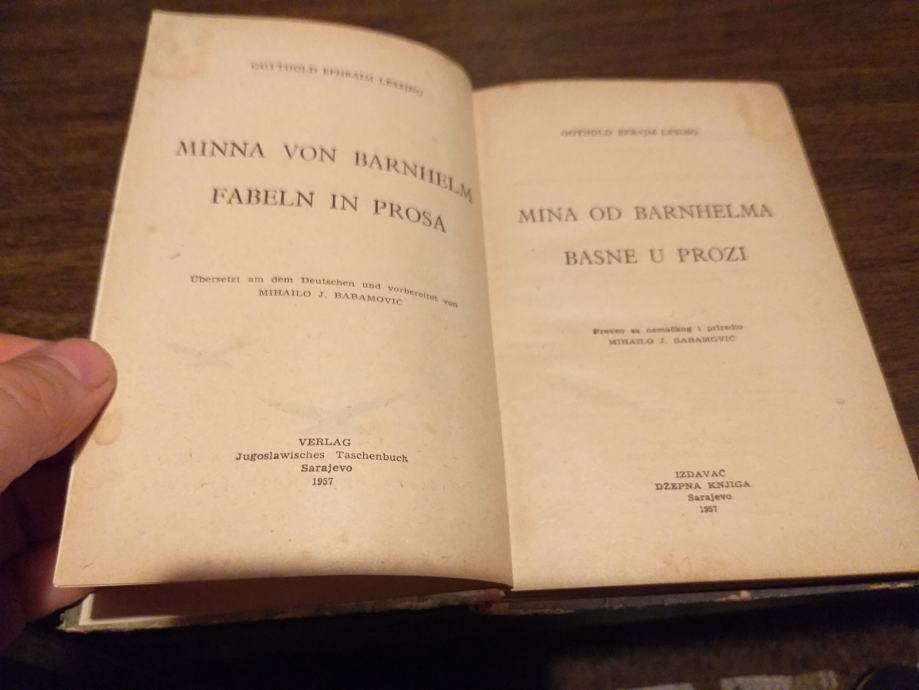 GOTTHOLD EPHRAIM LESSING
MINNA VON BARNHELM
FABELN IN PROSA
Übersetzt am dem Deutschen und vorbereitet von
MIHAILO J. BABAMOVIĆ
VERLAG
Jugoslawisches Taschenbuch
Sarajevo
1957
GOTHOLD EFRAIM LESING
MINA OD BARNHELMA
BASNE U PROZI
Preveo sa nemačkog i priredio
MIHAILO J. BABAMOVIĆ
IZDAVAČ
DŽEPNA KNJIGA
Sarajevo
1957